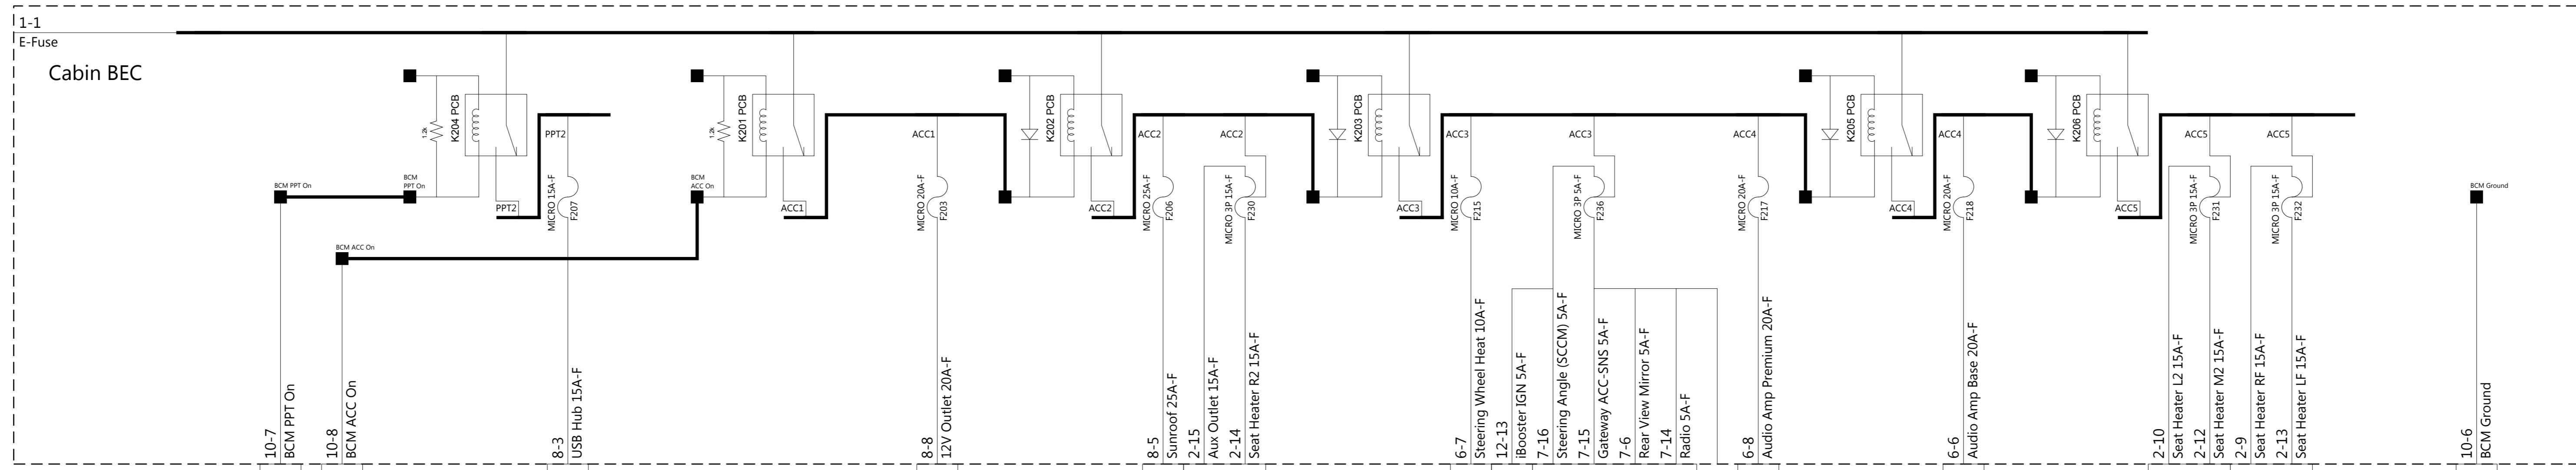 1-1
E-Fuse
Cabin BEC
1.2k
K204 PCB
1.2k
K201 PCB
K202 PCB
K203 PCB
K205 PCB
K206 PCB
PPT2
ACC1
ACC2
ACC2
ACC3
ACC3
ACC4
ACC4
ACC5
ACC5
BCM PPT On
BCM
PPT On
BCM
ACC On
BCM Ground
PPT2
MICRO 15A-F
F207
ACC1
MICRO 20A-F
F203
ACC2
MICRO 25A-F
F206
MICRO 3P 15A-F
F230
ACC3
MICRO 10A-F
F215
MICRO 3P 5A-F
F236
MICRO 20A-F
F217
ACC4
MICRO 20A-F
F218
ACC5
MICRO 3P 15A-F
F231
MICRO 3P 15A-F
F232
BCM ACC On
10-7
BCM PPT On
10-8
BCM ACC On
8-3
USB Hub 15A-F
8-8
12V Outlet 20A-F
8-5
Sunroof 25A-F
2-15
Aux Outlet 15A-F
2-14
Seat Heater R2 15A-F
6-7
Steering Wheel Heat 10A-F
12-13
iBooster IGN 5A-F
7-16
Steering Angle (SCCM) 5A-F
7-15
Gateway ACC-SNS 5A-F
7-6
Rear View Mirror 5A-F
7-14
Radio 5A-F
6-8
Audio Amp Premium 20A-F
6-6
Audio Amp Base 20A-F
2-10
Seat Heater L2 15A-F
2-12
Seat Heater M2 15A-F
2-9
Seat Heater RF 15A-F
2-13
Seat Heater LF 15A-F
10-6
BCM Ground